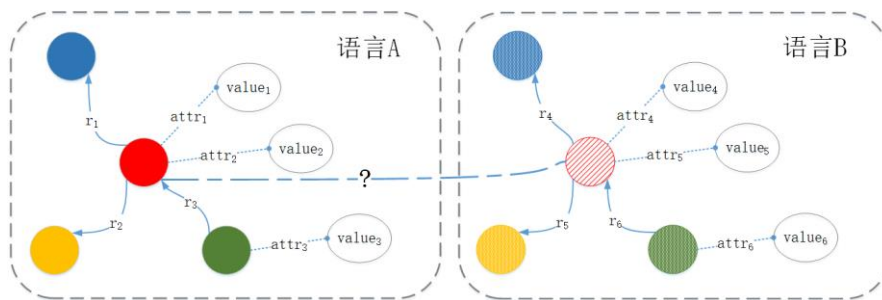 语言A
value₁
attr₁
r₁
value₂
attr₂
?
r₃
r₂
value₃
attr₃
语言B
value₄
attr₄
r₄
value₅
attr₅
r₅
r₆
value₆
attr₆